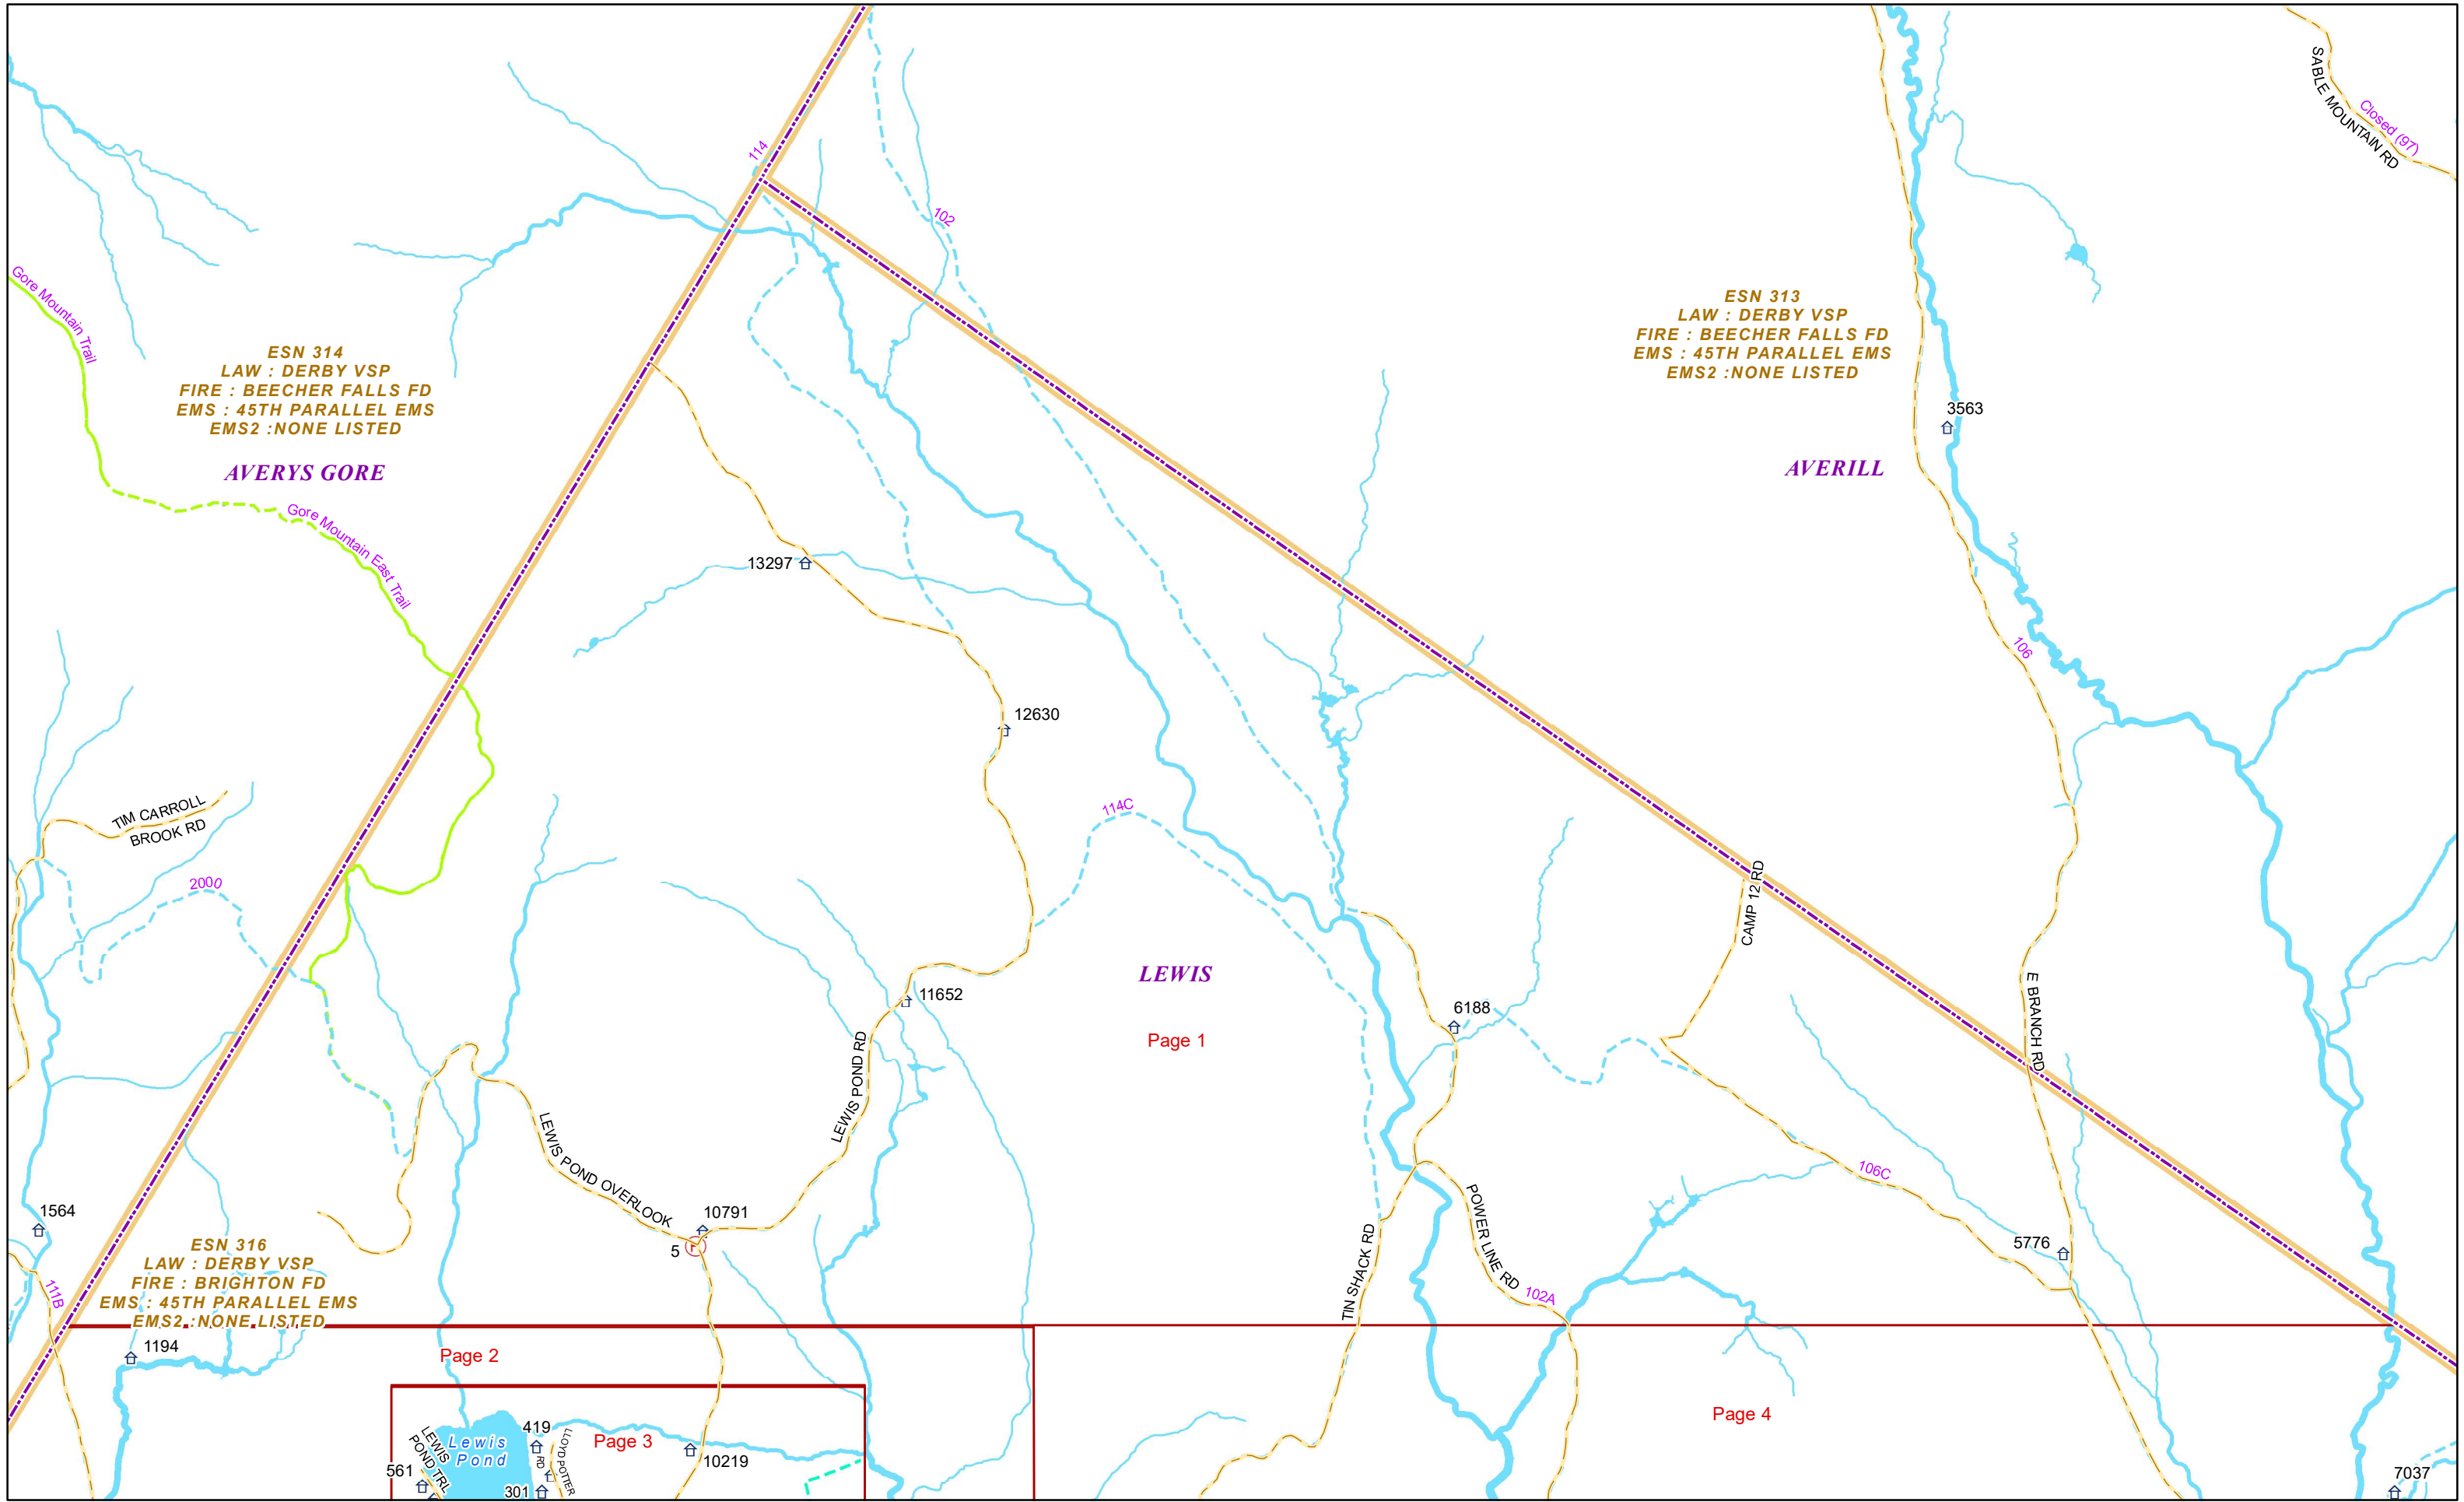 SABLE MOUNTAIN RD
Closed (97)
114
102
Gore Mountain Trail
ESN 313
LAW : DERBY VSP
FIRE : BEECHER FALLS FD
EMS : 45TH PARALLEL EMS
EMS2 :NONE LISTED
ESN 314
LAW : DERBY VSP
FIRE : BEECHER FALLS FD
EMS : 45TH PARALLEL EMS
EMS2 :NONE LISTED
3563
AVERYS GORE
AVERILL
Gore Mountain East Trail
13297
106
12630
TIM CARROLL
BROOK RD
114C
2000
CAMP 12 RD
LEWIS
11652
6188
E BRANCH RD
Page 1
LEWIS POND RD
LEWIS POND OVERLOOK
106C
1564
10791
POWER LINE RD
5
P
5776
ESN 316
LAW : DERBY VSP
FIRE : BRIGHTON FD
EMS : 45TH PARALLEL EMS
EMS2 :NONE LISTED
111B
TIN SHACK RD
102A
1194
Page 2
Page 4
419
Page 3
Lewis
Pond
LEWIS
POND TRL
LLOYD POTTER
RD
10219
561
301
7037